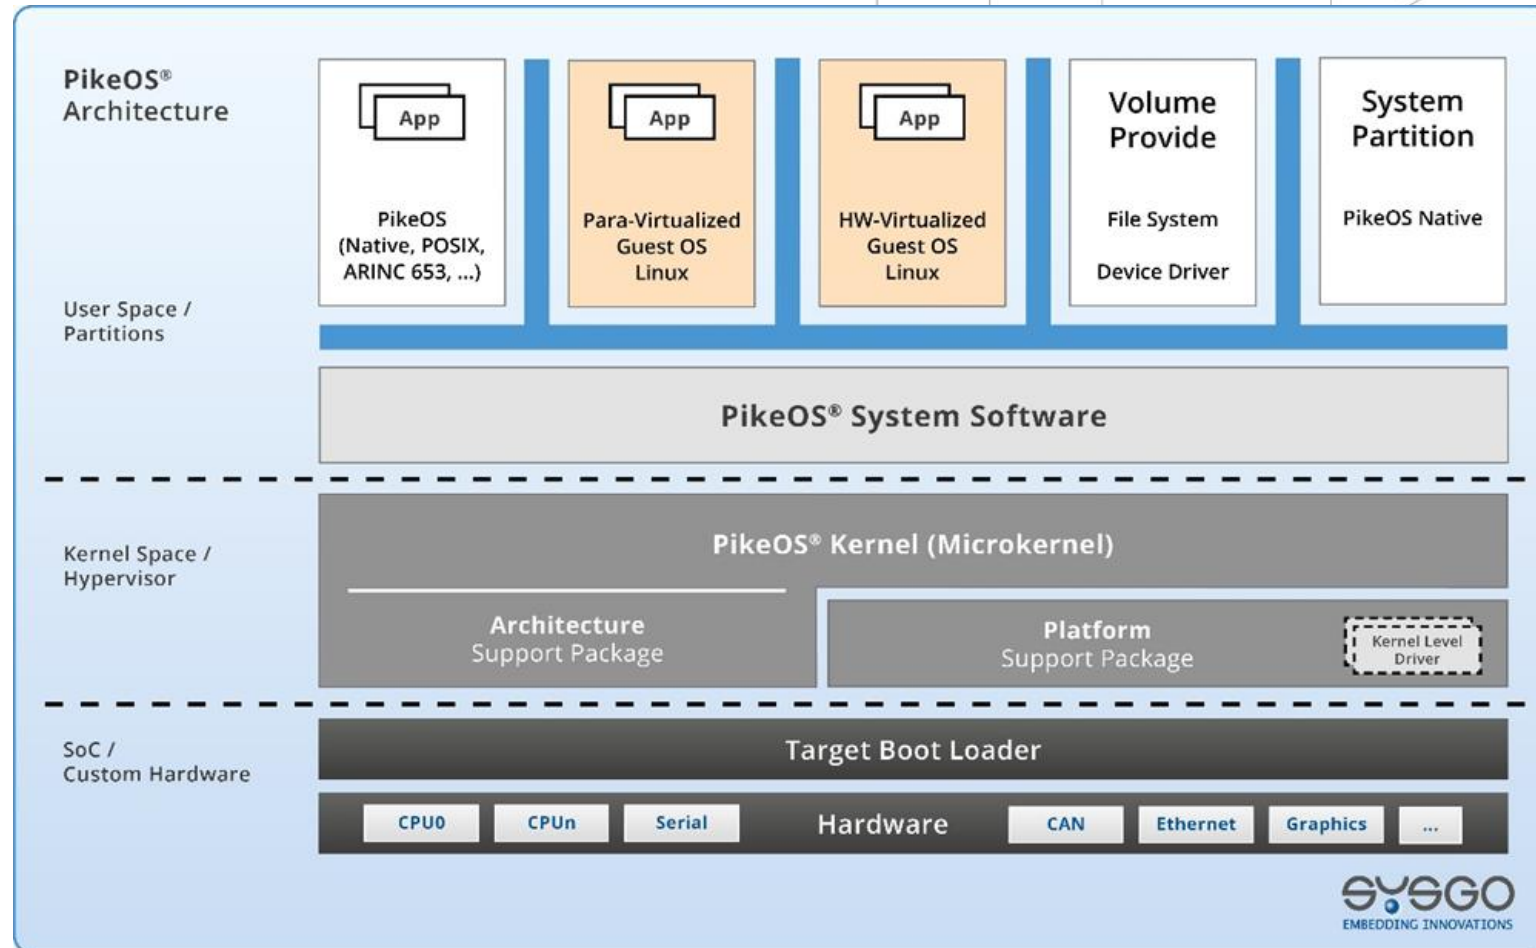 PikeOS®
Architecture
App
PikeOS
(Native, POSIX,
ARINC 653, ...)
App
Para-Virtualized
Guest OS
Linux
App
HW-Virtualized
Guest OS
Linux
Volume
Provide
File System
Device Driver
System
Partition
PikeOS Native
User Space /
Partitions
PikeOS® System Software
Kernel Space /
Hypervisor
PikeOS® Kernel (Microkernel)
Architecture
Support Package
Platform
Support Package
Kernel Level
Driver
SoC /
Custom Hardware
Target Boot Loader
CPU0
CPUn
Serial
Hardware
CAN
Ethernet
Graphics
...
SYSGO
EMBEDDING INNOVATIONS